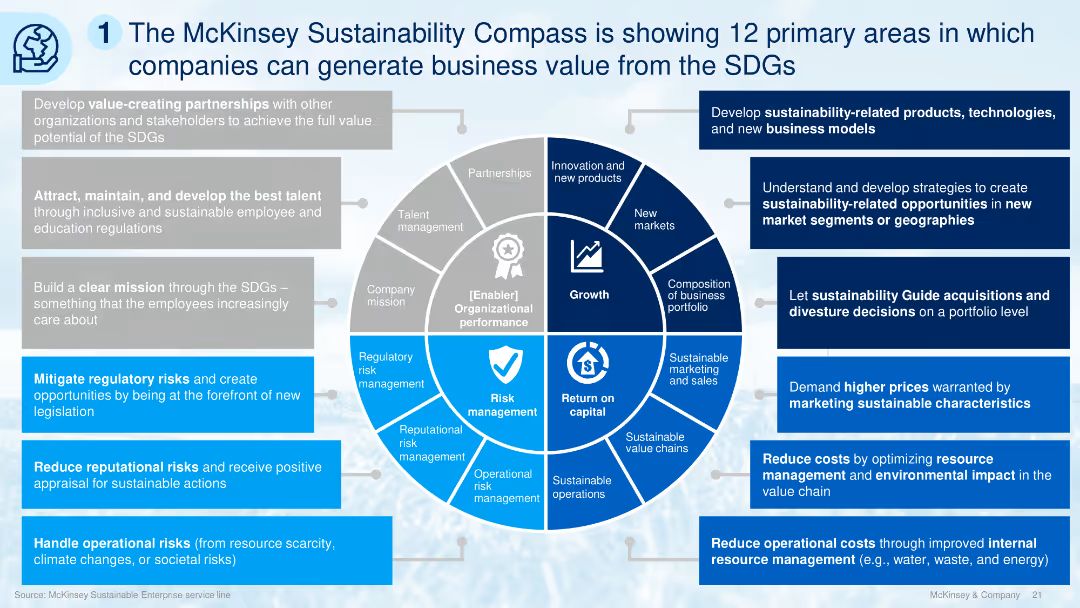 1 The McKinsey Sustainability Compass is showing 12 primary areas in which
companies can generate business value from the SDGs
Develop value-creating partnerships with other
organizations and stakeholders to achieve the full value
potential of the SDGs
Attract, maintain, and develop the best talent
through inclusive and sustainable employee and
education regulations
Build a clear mission through the SDGs –
something that the employees increasingly
care about
Mitigate regulatory risks and create
opportunities by being at the forefront of new
legislation
Reduce reputational risks and receive positive
appraisal for sustainable actions
Handle operational risks (from resource scarcity,
climate changes, or societal risks)
Partnerships
Talent
management
Company
mission
[Enabler]
Organizational
performance
Regulatory
risk
management
Reputational
risk
management
Operational
risk
management
Risk
management
Innovation and
new products
New
markets
Composition
of business
portfolio
Growth
Sustainable
marketing
and sales
Sustainable
value chains
Sustainable
operations
Return on
capital
$
Develop sustainability-related products, technologies,
and new business models
Understand and develop strategies to create
sustainability-related opportunities in new
market segments or geographies
Let sustainability Guide acquisitions and
divesture decisions on a portfolio level
Demand higher prices warranted by
marketing sustainable characteristics
Reduce costs by optimizing resource
management and environmental impact in the
value chain
Reduce operational costs through improved internal
resource management (e.g., water, waste, and energy)
Source: McKinsey Sustainable Enterprise service line
McKinsey & Company 21